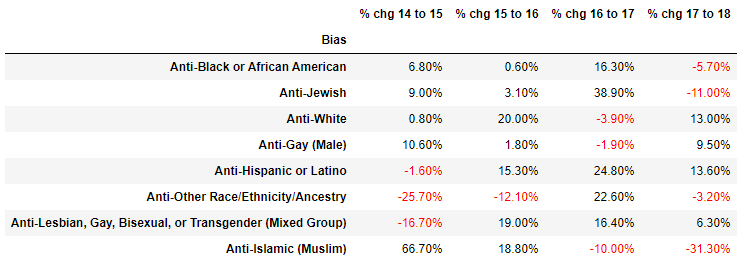 % chg 14 to 15 % chg 15 to 16 % chg 16 to 17 % chg 17 to 18
Bias
Anti-Black or African American 6.80% 0.60% 16.30% -5.70%
Anti-Jewish 9.00% 3.10% 38.90% -11.00%
Anti-White 0.80% 20.00% -3.90% 13.00%
Anti-Gay (Male) 10.60% 1.80% -1.90% 9.50%
Anti-Hispanic or Latino -1.60% 15.30% 24.80% 13.60%
Anti-Other Race/Ethnicity/Ancestry -25.70% -12.10% 22.60% -3.20%
Anti-Lesbian, Gay, Bisexual, or Transgender (Mixed Group) -16.70% 19.00% 16.40% 6.30%
Anti-Islamic (Muslim) 66.70% 18.80% -10.00% -31.30%